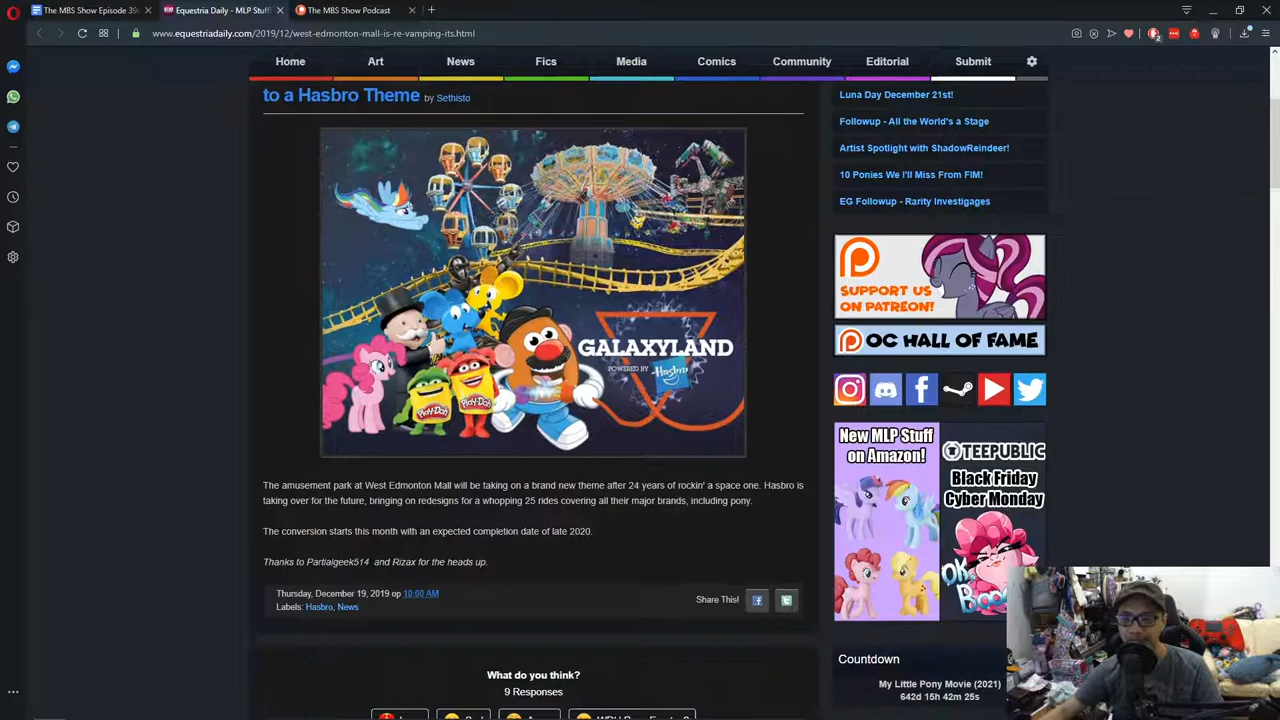 The MBS Show Episode 39
Equestria Daily - MLP Stuf
The MBS Show Podcast
www.equestriadaily.com/2019/12/west-edmonton-mall-is-re-vamping-its.html
Home
Art
News
Fics
Media
Comics
Community
Editorial
Submit
to a Hasbro Theme by Sethisto
GALAXYLAND
POWERED BY Hasbro
PLAY-DOH
PLAY-DOH
The amusement park at West Edmonton Mall will be taking on a brand new theme after 24 years of rockin' a space one. Hasbro is
taking over for the future, bringing on redesigns for a whopping 25 rides covering all their major brands, including pony.
The conversion starts this month with an expected completion date of late 2020.
Thanks to Partialgeek514 and Rizax for the heads up.
Thursday, December 19, 2019 op 10:00 AM
Labels: Hasbro, News
Share This!
What do you think?
9 Responses
Luna Day December 21st!
Followup - All the World's a Stage
Artist Spotlight with ShadowReindeer!
10 Ponies We'll Miss From FIM!
EG Followup - Rarity Investigages
SUPPORT US
ON PATREON!
OC HALL OF FAME
New MLP Stuff
on Amazon!
TEEPUBLIC
Black Friday
Cyber Monday
OK,
Countdown
My Little Pony Movie (2021)
642d 15h 42m 25s